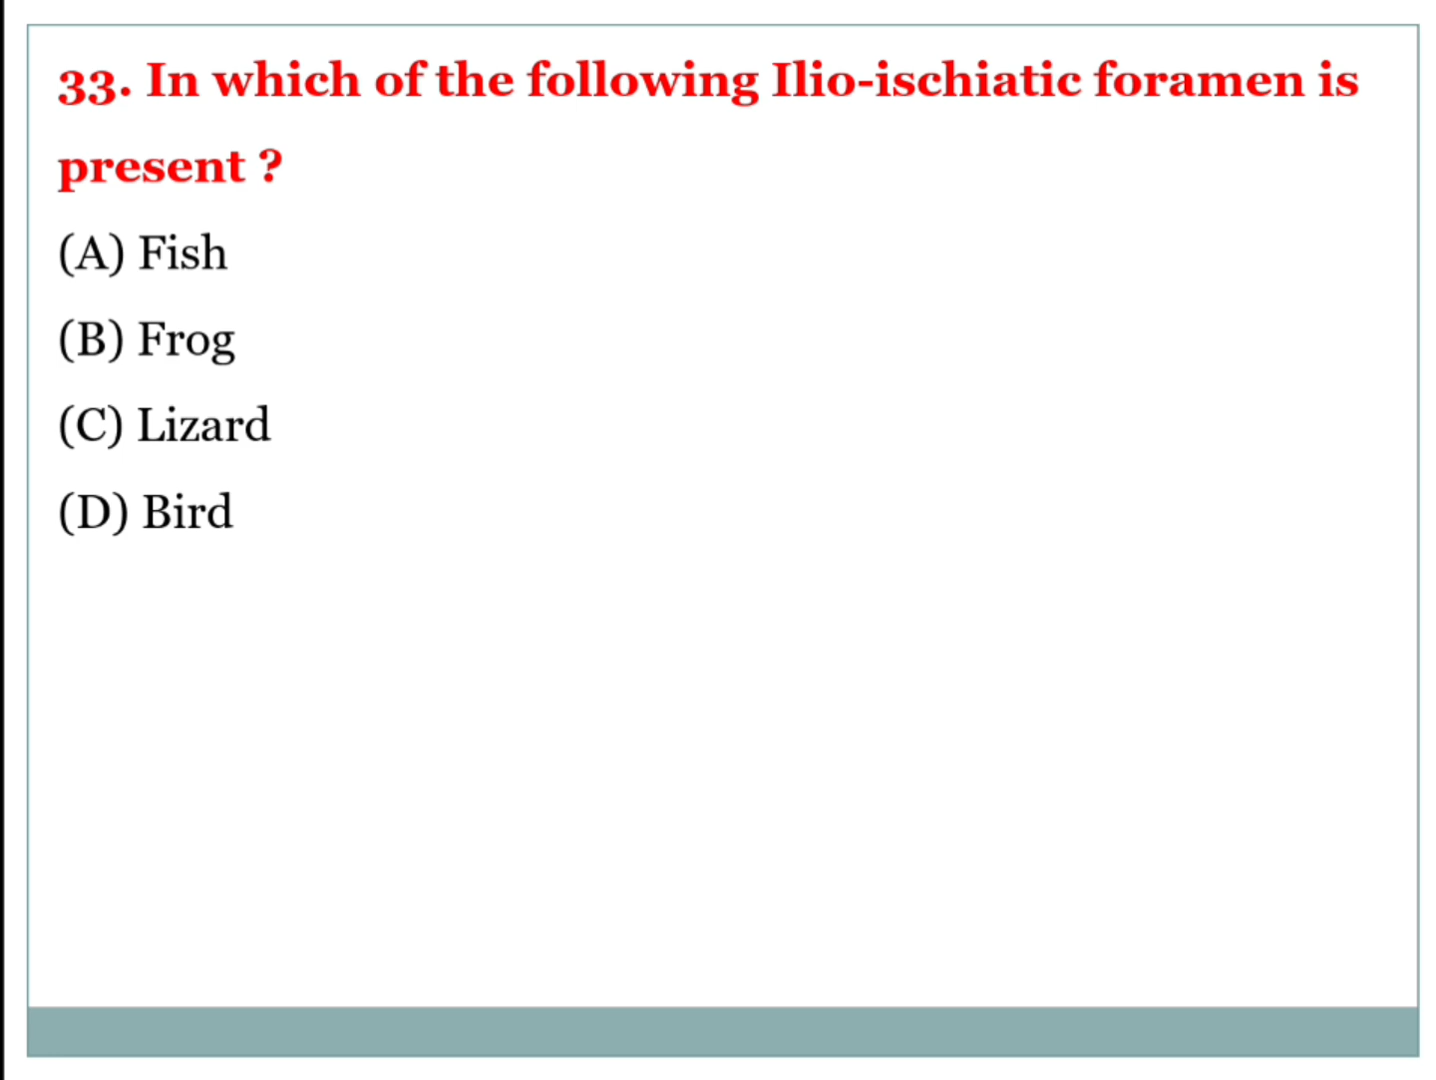 33. In which of the following Ilio-ischiatic foramen is
present ?
(A) Fish
(B) Frog
(C) Lizard
(D) Bird